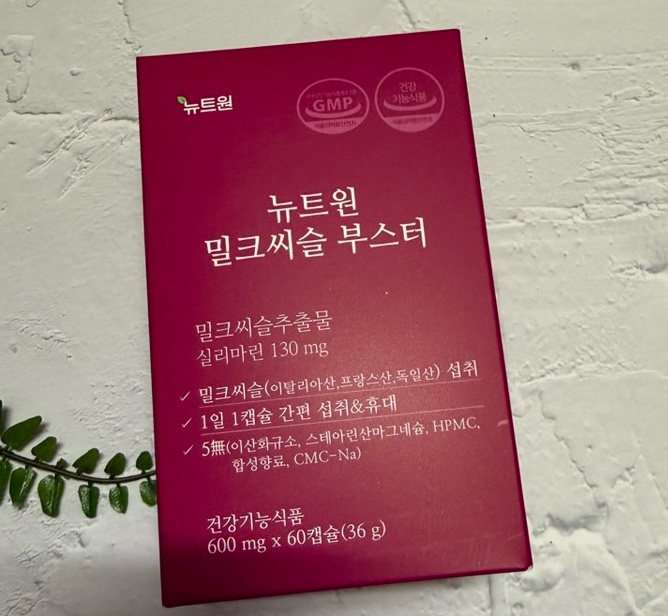 뉴트원
GMP
건강
기능식품
뉴트원
밀크씨슬 부스터
밀크씨슬추출물
실리마린 130 mg
✓ 밀크씨슬(이탈리아산,프랑스산,독일산) 섭취
✓ 1일 1캡슐 간편 섭취&휴대
✓ 5無(이산화규소, 스테아린산마그네슘, HPMC,
합성향료, CMC-Na)
건강기능식품
600 mg x 60캡슐(36 g)